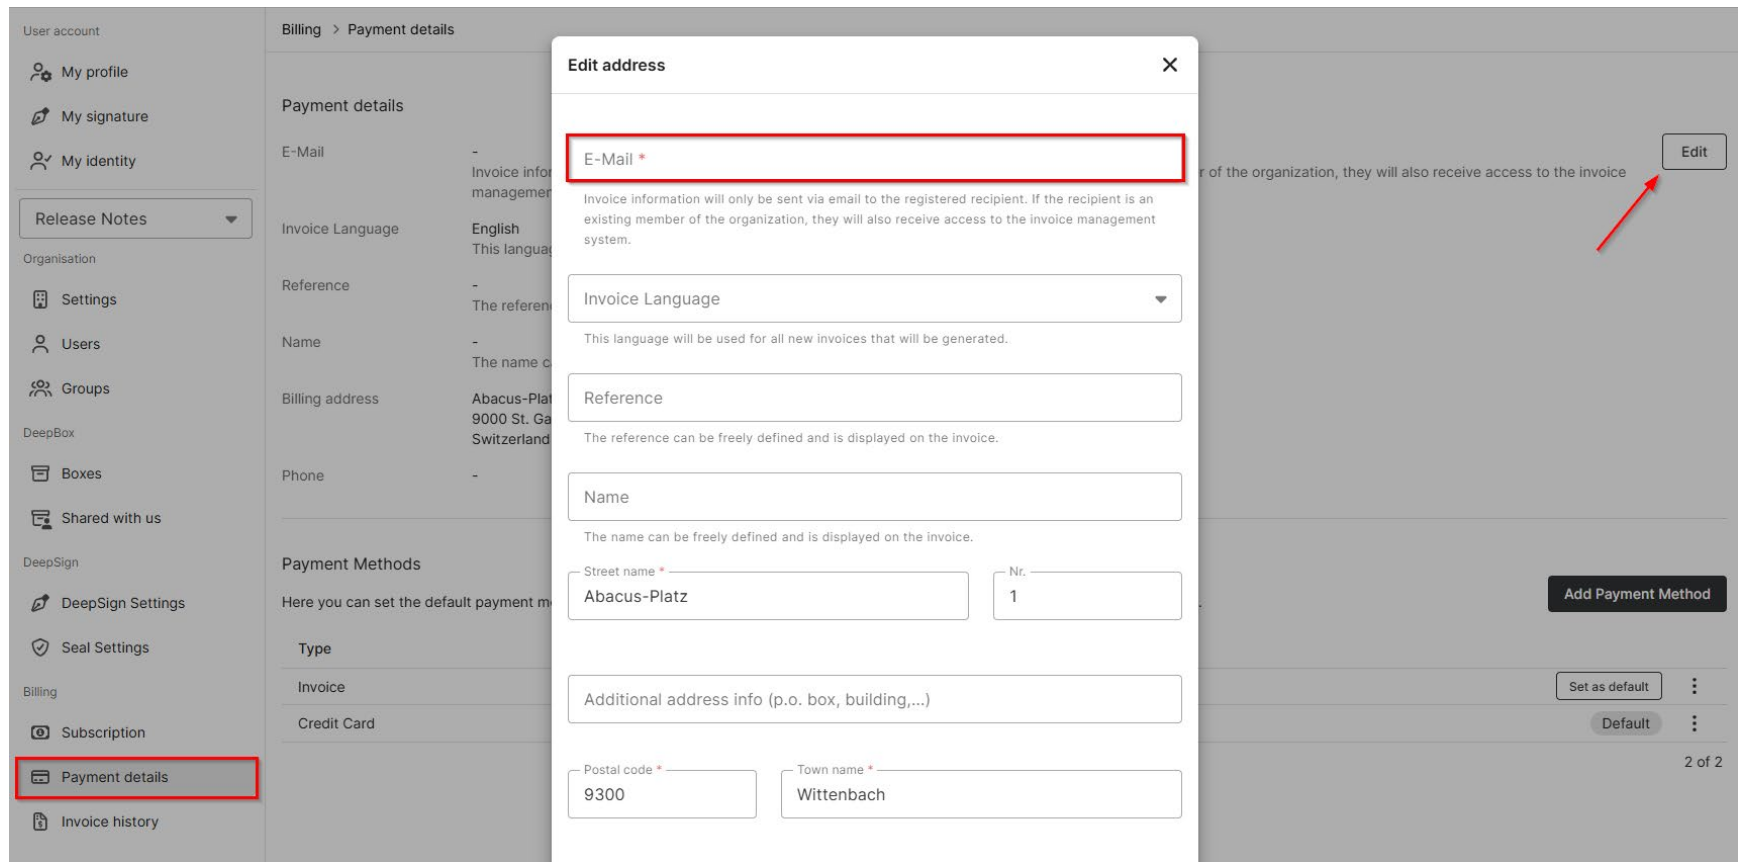 User account
My profile
My signature
My identity
Release Notes
Organisation
Settings
Users
Groups
DeepBox
Boxes
Shared with us
DeepSign
DeepSign Settings
Seal Settings
Billing
Subscription
Payment details
Invoice history
Billing > Payment details
Payment details
E-Mail
-
Invoice
r of the organization, they will also receive access to the invoice
Edit
Invoice Language
English
This
Reference
-
The
Name
-
The name
Billing address
Abacus-
9000 St.
Switzerland
Phone
-
Payment Methods
Here you can set the default payment
Add Payment Method
Type
Invoice
Set as default
Credit Card
Default
2 of 2
Edit address
E-Mail *
Invoice information will only be sent via email to the registered recipient. If the recipient is an
existing member of the organization, they will also receive access to the invoice management
system.
Invoice Language
This language will be used for all new invoices that will be generated.
Reference
The reference can be freely defined and is displayed on the invoice.
Name
The name can be freely defined and is displayed on the invoice.
Street name *
Abacus-Platz
Nr.
1
Additional address info (p.o. box, building,...)
Postal code *
9300
Town name *
Wittenbach